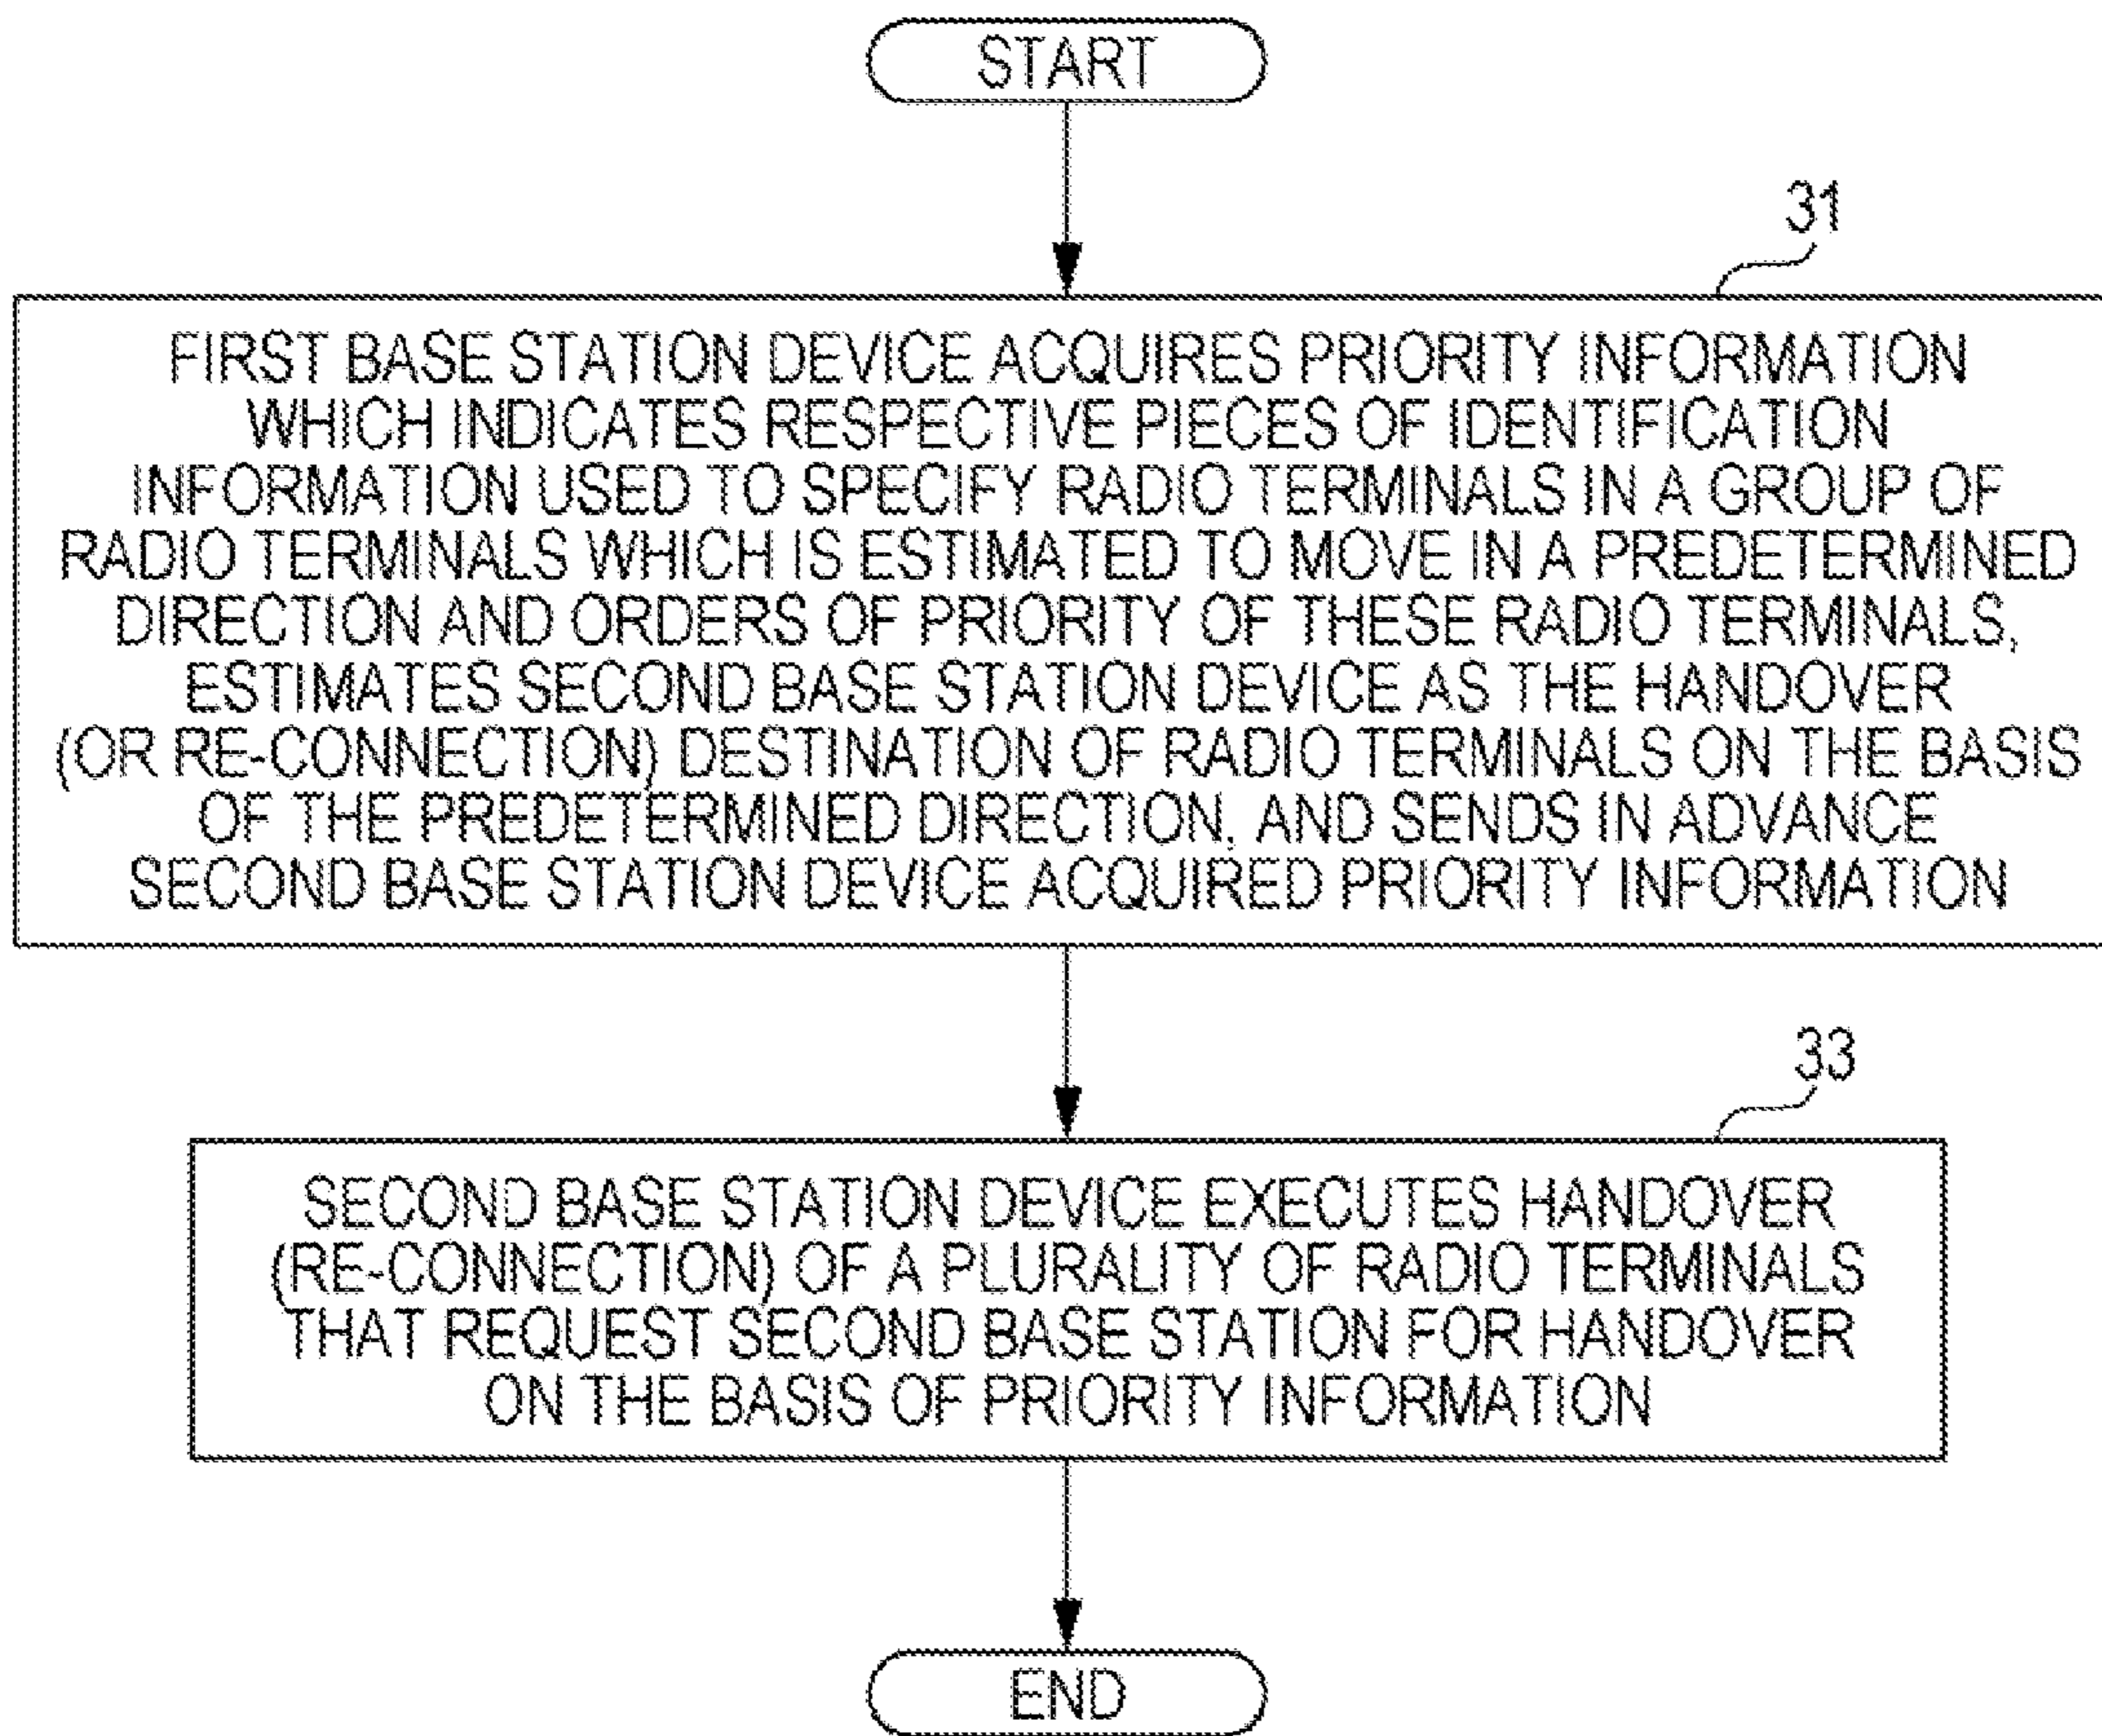 START
31
FIRST BASE STATION DEVICE ACQUIRES PRIORITY INFORMATION
WHICH INDICATES RESPECTIVE PIECES OF IDENTIFICATION
INFORMATION USED TO SPECIFY RADIO TERMINALS IN A GROUP OF
RADIO TERMINALS WHICH IS ESTIMATED TO MOVE IN A PREDETERMINED
DIRECTION AND ORDERS OF PRIORITY OF THESE RADIO TERMINALS,
ESTIMATES SECOND BASE STATION DEVICE AS THE HANDOVER
(OR RE-CONNECTION) DESTINATION OF RADIO TERMINALS ON THE BASIS
OF THE PREDETERMINED DIRECTION, AND SENDS IN ADVANCE
SECOND BASE STATION DEVICE ACQUIRED PRIORITY INFORMATION
33
SECOND BASE STATION DEVICE EXECUTES HANDOVER
(RE-CONNECTION) OF A PLURALITY OF RADIO TERMINALS
THAT REQUEST SECOND BASE STATION FOR HANDOVER
ON THE BASIS OF PRIORITY INFORMATION
END